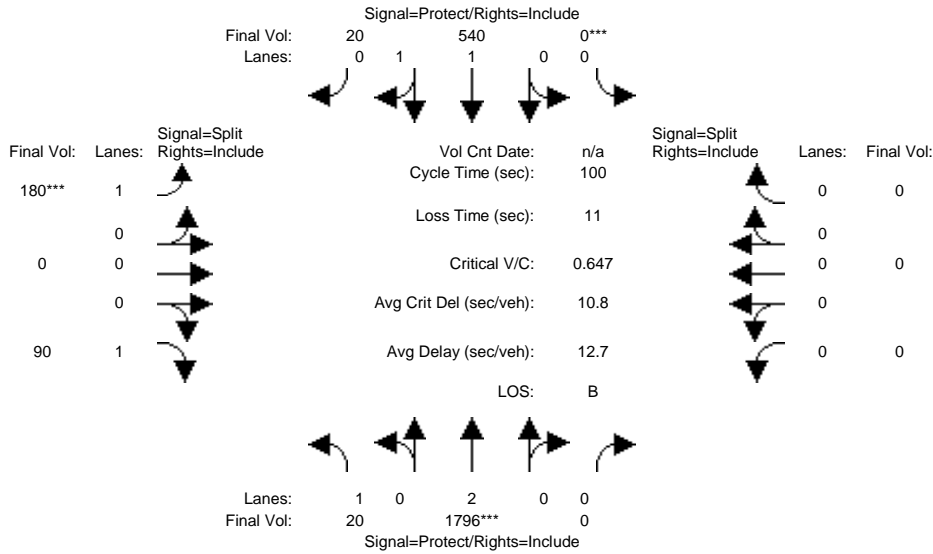 Signal=Protect/Rights=Include
Final Vol: 20 540 0***
Lanes: 0 1 1 0 0
Signal=Split
Final Vol: Lanes: Rights=Include
Vol Cnt Date: n/a
Signal=Split
Rights=Include Lanes: Final Vol:
Cycle Time (sec): 100
180*** 1
0 0
Loss Time (sec): 11
0
0
0 0
Critical V/C: 0.647
0 0
0
Avg Crit Del (sec/veh): 10.8
0
90 1
Avg Delay (sec/veh): 12.7
0 0
LOS: B
Lanes: 1 0 2 0 0
Final Vol: 20 1796*** 0
Signal=Protect/Rights=Include